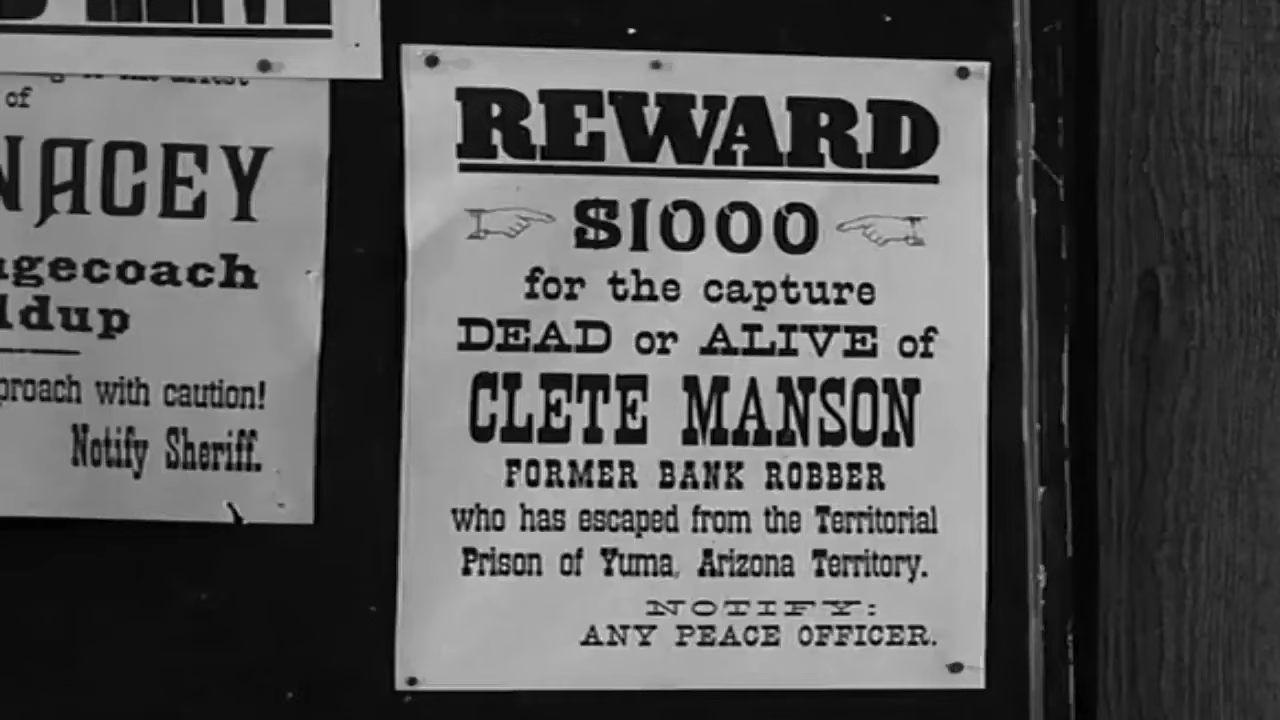 of
NACEY
gecoach
ldup
proach with caution!
Notify Sheriff.
REWARD
$1000
for the capture
DEAD or ALIVE of
CLETE MANSON
FORMER BANK ROBBER
who has escaped from the Territorial
Prison of Yuma, Arizona Territory.
NOTIFY:
ANY PEACE OFFICER.